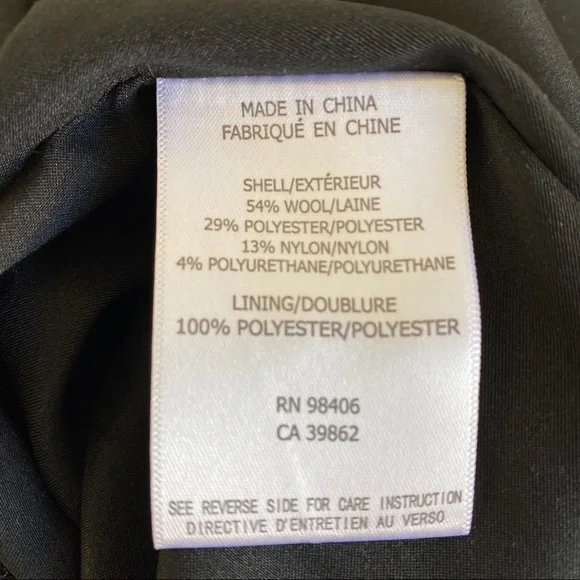 MADE IN CHINA
FABRIQUÉ EN CHINE
SHELL/EXTÉRIEUR
54% WOOL/LAINE
29% POLYESTER/POLYESTER
13% NYLON/NYLON
4% POLYURETHANE/POLYURETHANE
LINING/DOUBLURE
100% POLYESTER/POLYESTER
RN 98406
CA 39862
SEE REVERSE SIDE FOR CARE INSTRUCTION
DIRECTIVE D'ENTRETIEN AU VERSO